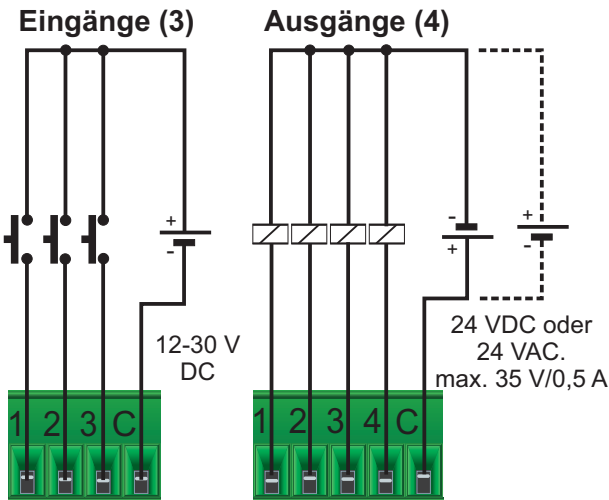 Eingänge (3)
Ausgänge (4)
+
-
-
+
+
-
12-30 V
DC
24 VDC oder
24 VAC.
max. 35 V/0,5 A
1 2 3 C
1 2 3 4 C